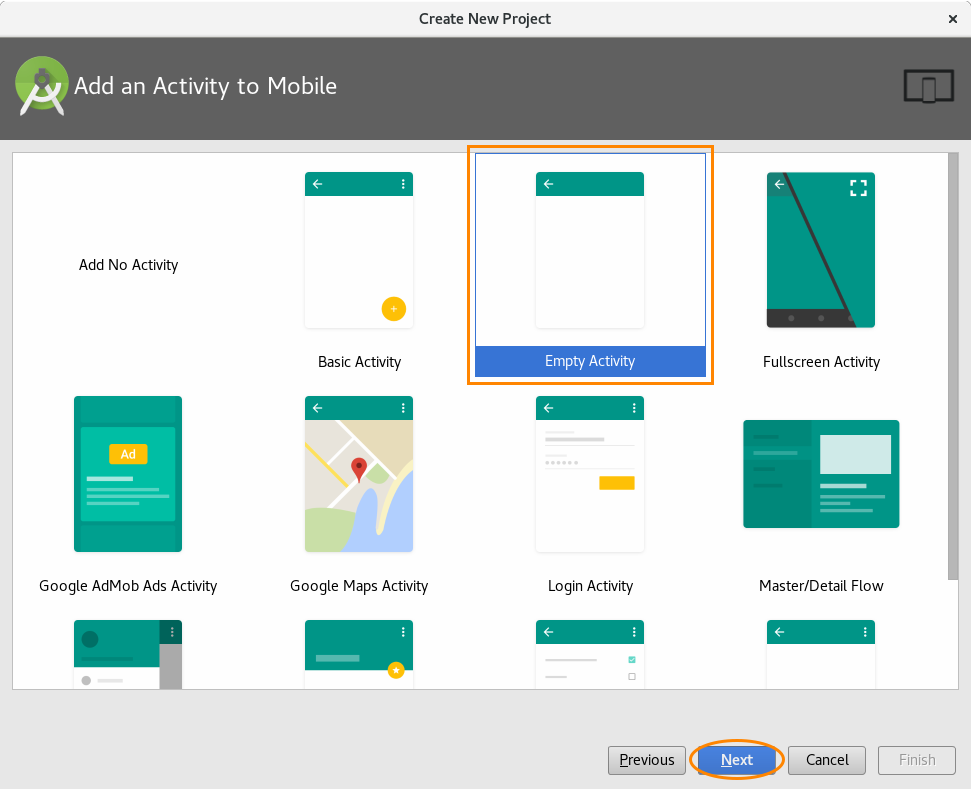 Create New Project
Add an Activity to Mobile
Add No Activity
Basic Activity
Empty Activity
Fullscreen Activity
Ad
Google AdMob Ads Activity
Google Maps Activity
Login Activity
Master/Detail Flow
Previous
Next
Cancel
Finish